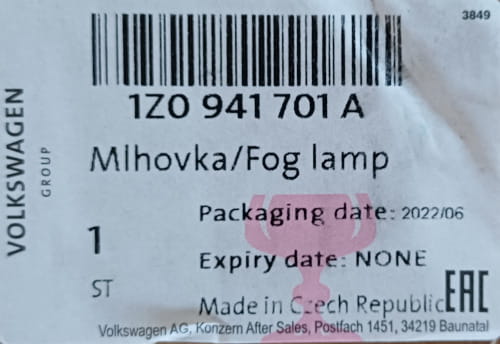 3849
1Z0 941 701 A
Mlhovka/Fog lamp
VOLKSWAGEN
GROUP
Packaging date: 2022/06
1
Expiry date: NONE
ST
Made in Czech Republic EAC
Volkswagen AG, Konzern After Sales, Postfach 1451, 34219 Baunatal